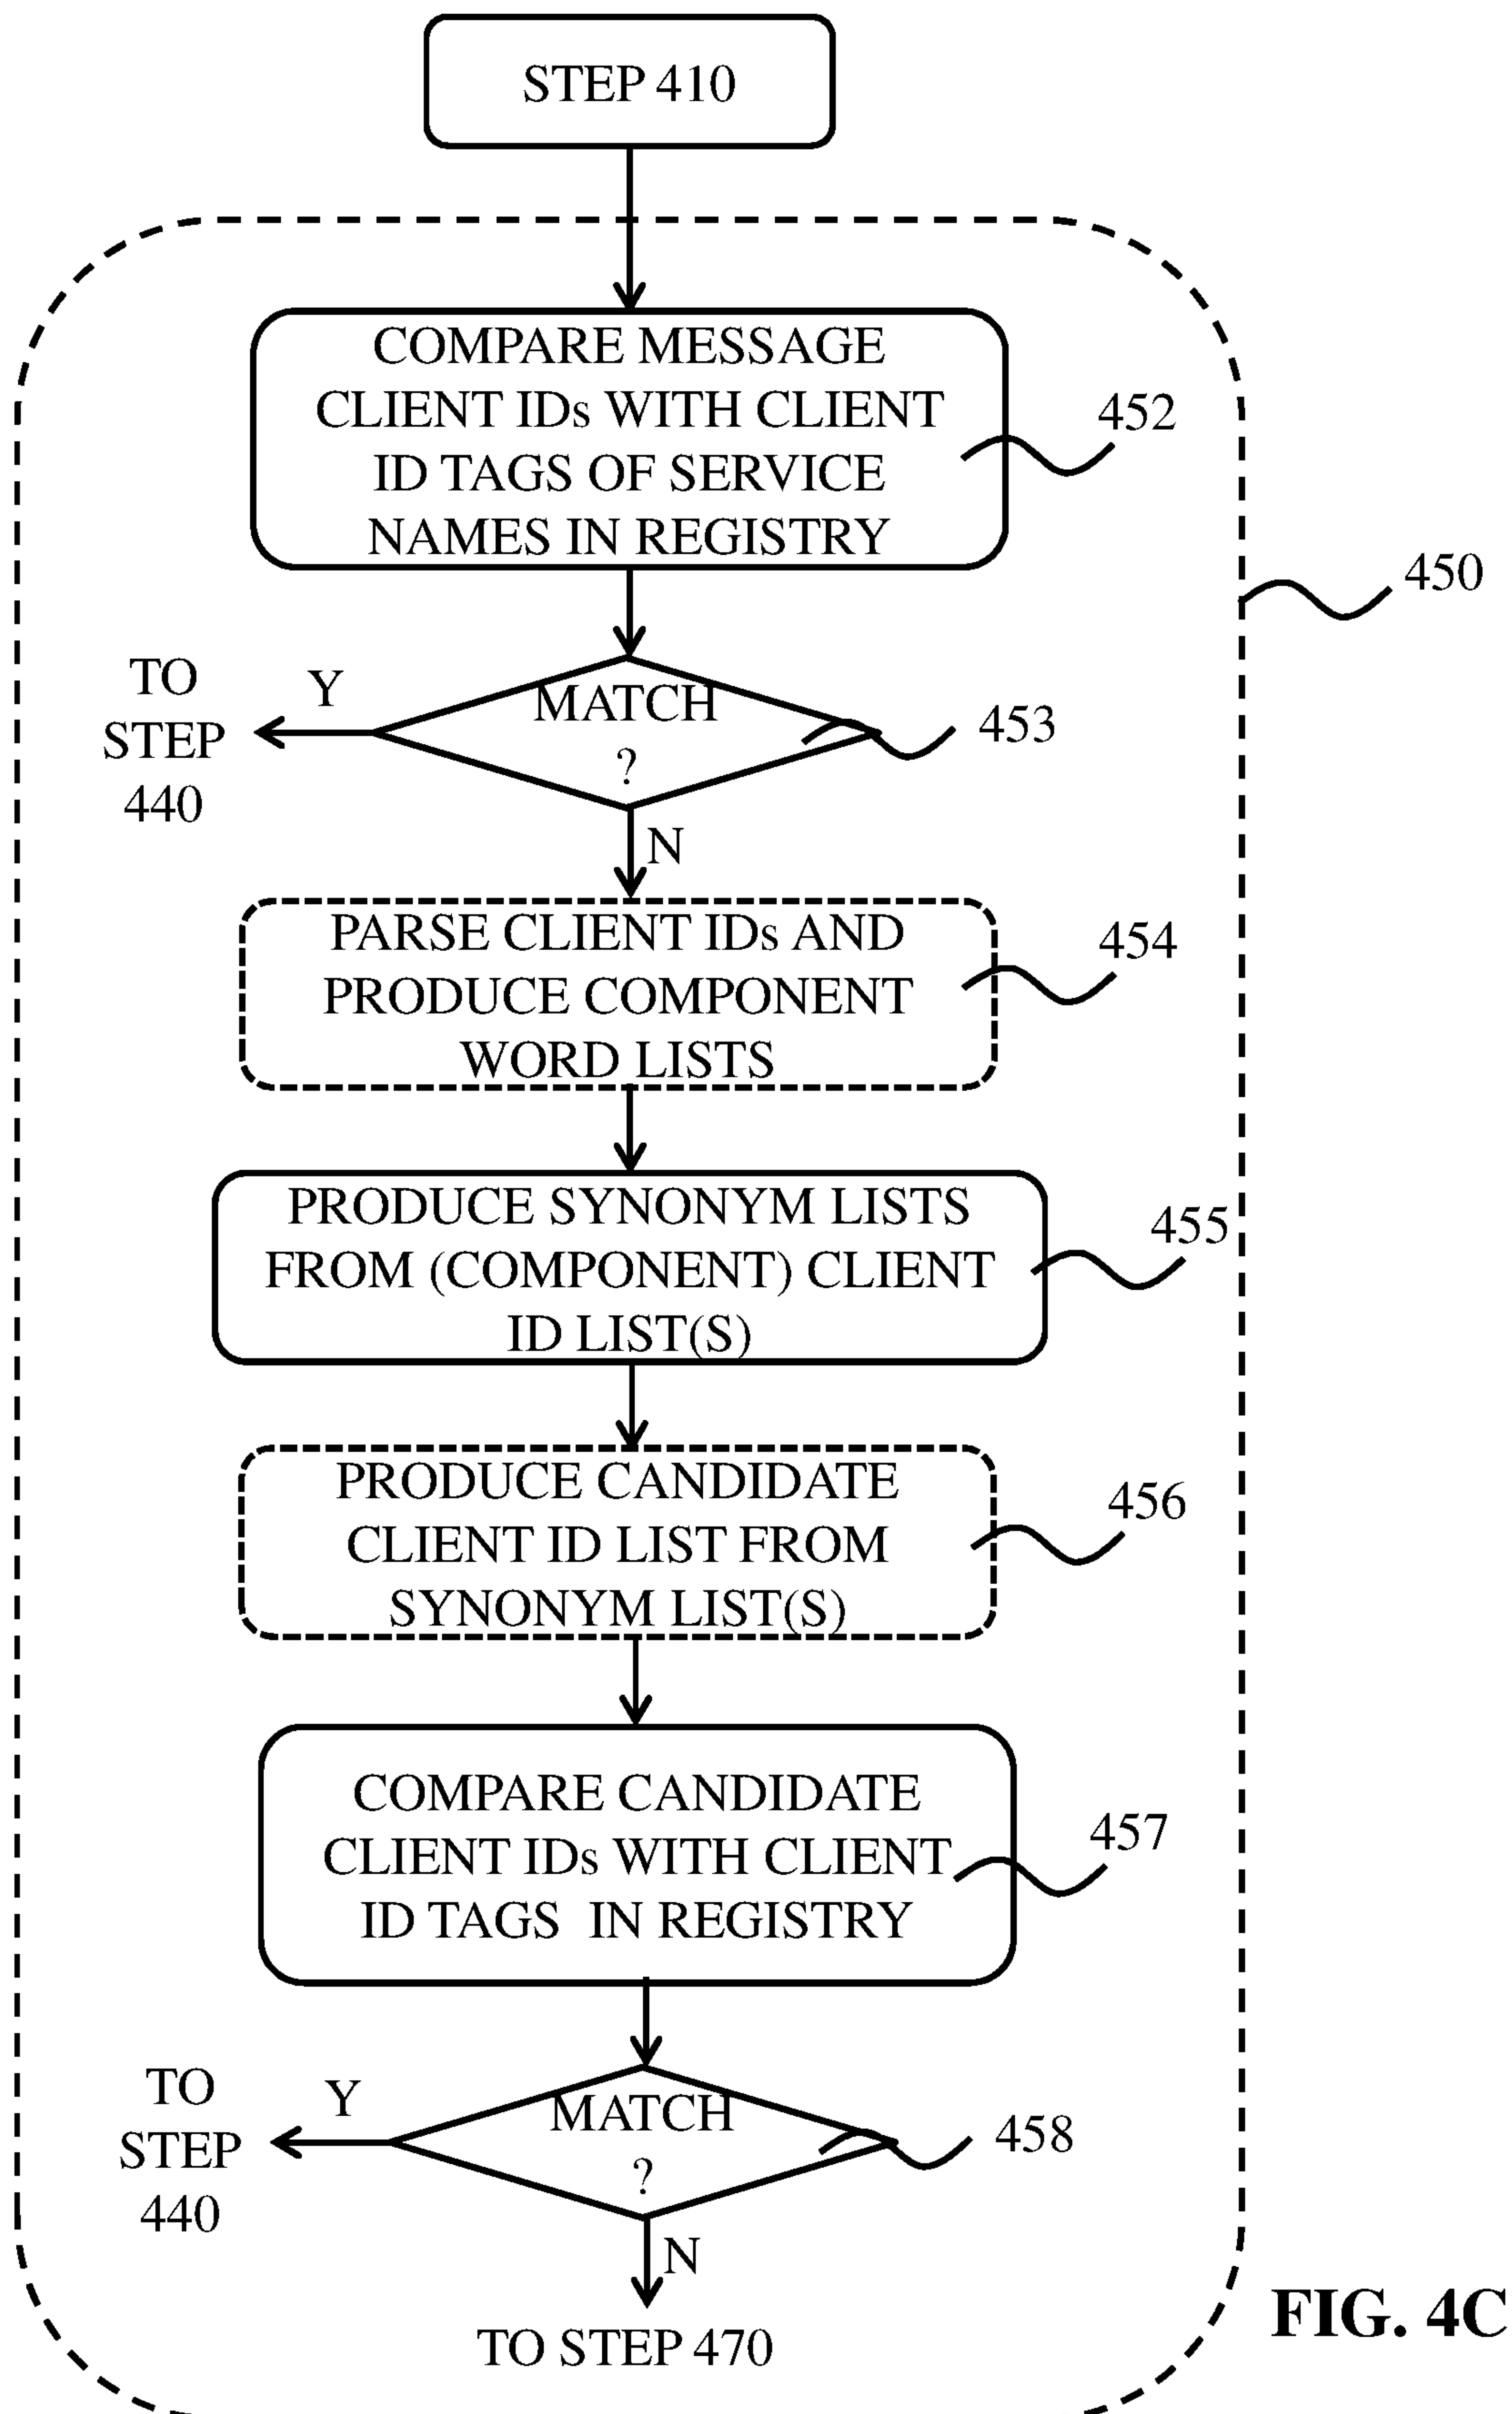 STEP 410
COMPARE MESSAGE
CLIENT IDs WITH CLIENT
ID TAGS OF SERVICE
NAMES IN REGISTRY
452
450
TO
STEP
440
Y
MATCH
?
453
N
PARSE CLIENT IDs AND
PRODUCE COMPONENT
WORD LISTS
454
PRODUCE SYNONYM LISTS
FROM (COMPONENT) CLIENT
ID LIST(S)
455
PRODUCE CANDIDATE
CLIENT ID LIST FROM
SYNONYM LIST(S)
456
COMPARE CANDIDATE
CLIENT IDs WITH CLIENT
ID TAGS IN REGISTRY
457
TO
STEP
440
Y
MATCH
?
458
N
TO STEP 470
FIG. 4C